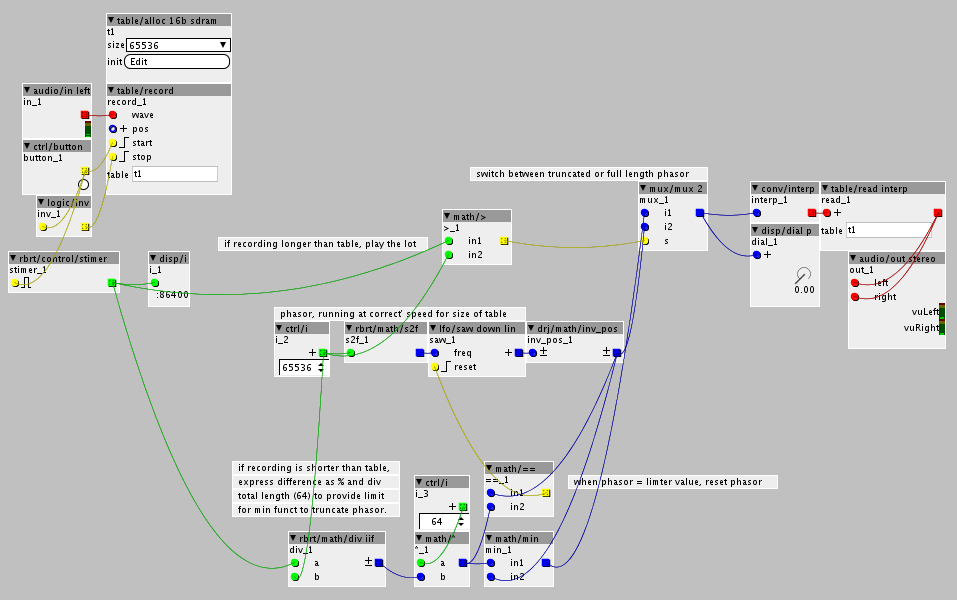 table/alloc 16b sdram
t1
size 65536
init Edit
audio/in left
in_1
table/record
record_1
wave
+ pos
start
stop
table t1
ctrl/button
button_1
logic/inv
inv_1
rbrt/control/stimer
stimer_1
disp/i
i_1
:86400
if recording longer than table, play the lot
math/>
>_1
in1
in2
switch between truncated or full length phasor
mux/mux 2
mux_1
i1
i2
s
conv/interp
interp_1
table/read interp
read_1
+
table t1
disp/dial p
dial_1
+
0.00
audio/out stereo
out_1
left
right
vuLeft
vuRight
phasor, running at correct' speed for size of table
ctrl/i
i_2
+
65536
rbrt/math/s2f
s2f_1
lfo/saw down lin
saw_1
freq +
reset
drj/math/inv_pos
inv_pos_1
± ±
if recording is shorter than table,
express difference as % and div
total length (64) to provide limit
for min funct to truncate phasor.
ctrl/i
i_3
+
64
math/==
==_1
in1
in2
when phasor = limter value, reset phasor
rbrt/math/div iif
div_1
a ±
b
math/*
*_1
a
b
math/min
min_1
in1
in2